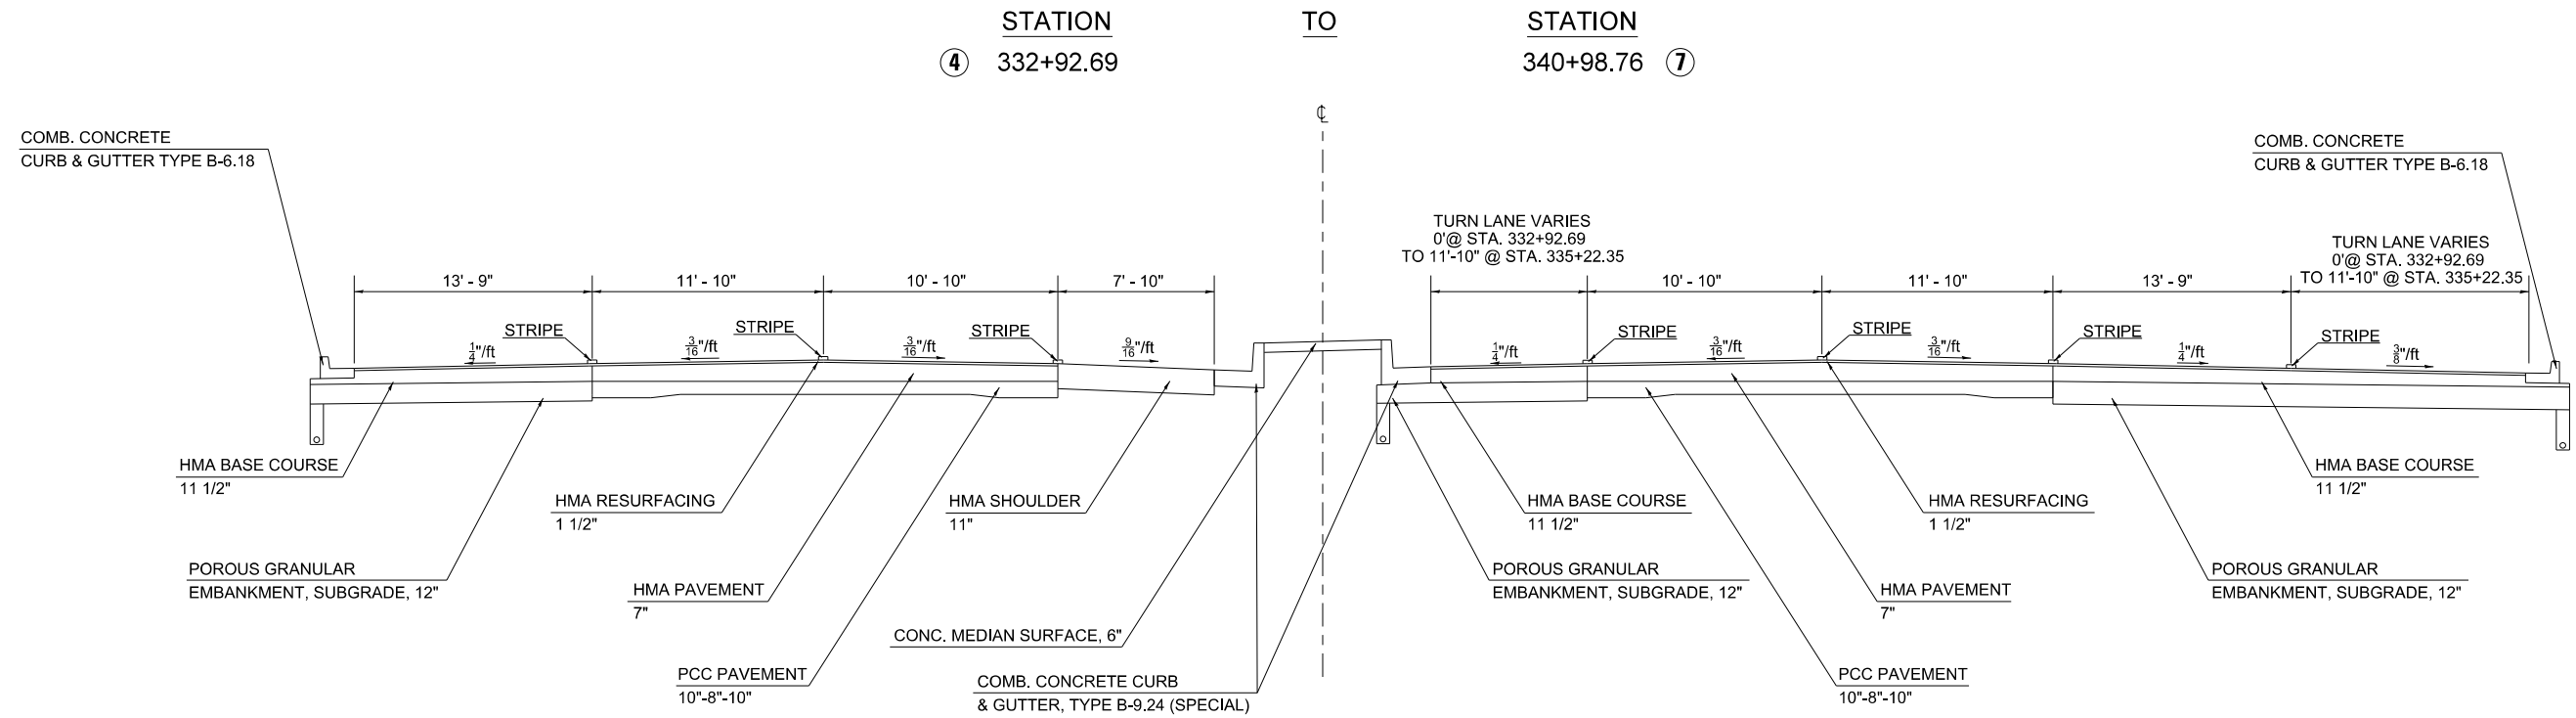 STATION TO STATION
④ 332+92.69 340+98.76 ⑦
℄
COMB. CONCRETE
CURB & GUTTER TYPE B-6.18
COMB. CONCRETE
CURB & GUTTER TYPE B-6.18
TURN LANE VARIES
0'@ STA. 332+92.69
TO 11'-10" @ STA. 335+22.35
TURN LANE VARIES
0'@ STA. 332+92.69
TO 11'-10" @ STA. 335+22.35
13' - 9" 11' - 10" 10' - 10" 7' - 10" 10' - 10" 11' - 10" 13' - 9"
STRIPE STRIPE STRIPE STRIPE STRIPE STRIPE STRIPE
1/4"/ft 3/16"/ft 3/16"/ft 9/16"/ft 1/4"/ft 3/16"/ft 3/16"/ft 1/4"/ft 3/8"/ft
HMA BASE COURSE
11 1/2"
HMA RESURFACING
1 1/2"
HMA SHOULDER
11"
HMA BASE COURSE
11 1/2"
HMA RESURFACING
1 1/2"
HMA BASE COURSE
11 1/2"
POROUS GRANULAR
EMBANKMENT, SUBGRADE, 12"
HMA PAVEMENT
7"
POROUS GRANULAR
EMBANKMENT, SUBGRADE, 12"
HMA PAVEMENT
7"
POROUS GRANULAR
EMBANKMENT, SUBGRADE, 12"
CONC. MEDIAN SURFACE, 6"
PCC PAVEMENT
10"-8"-10"
COMB. CONCRETE CURB
& GUTTER, TYPE B-9.24 (SPECIAL)
PCC PAVEMENT
10"-8"-10"